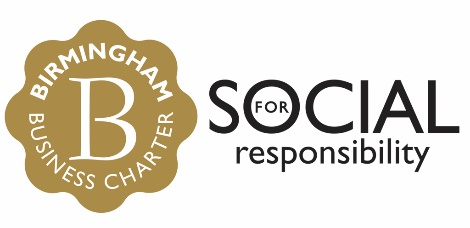 BIRMINGHAM
B
BUSINESS CHARTER
FOR
SOCIAL
responsibility